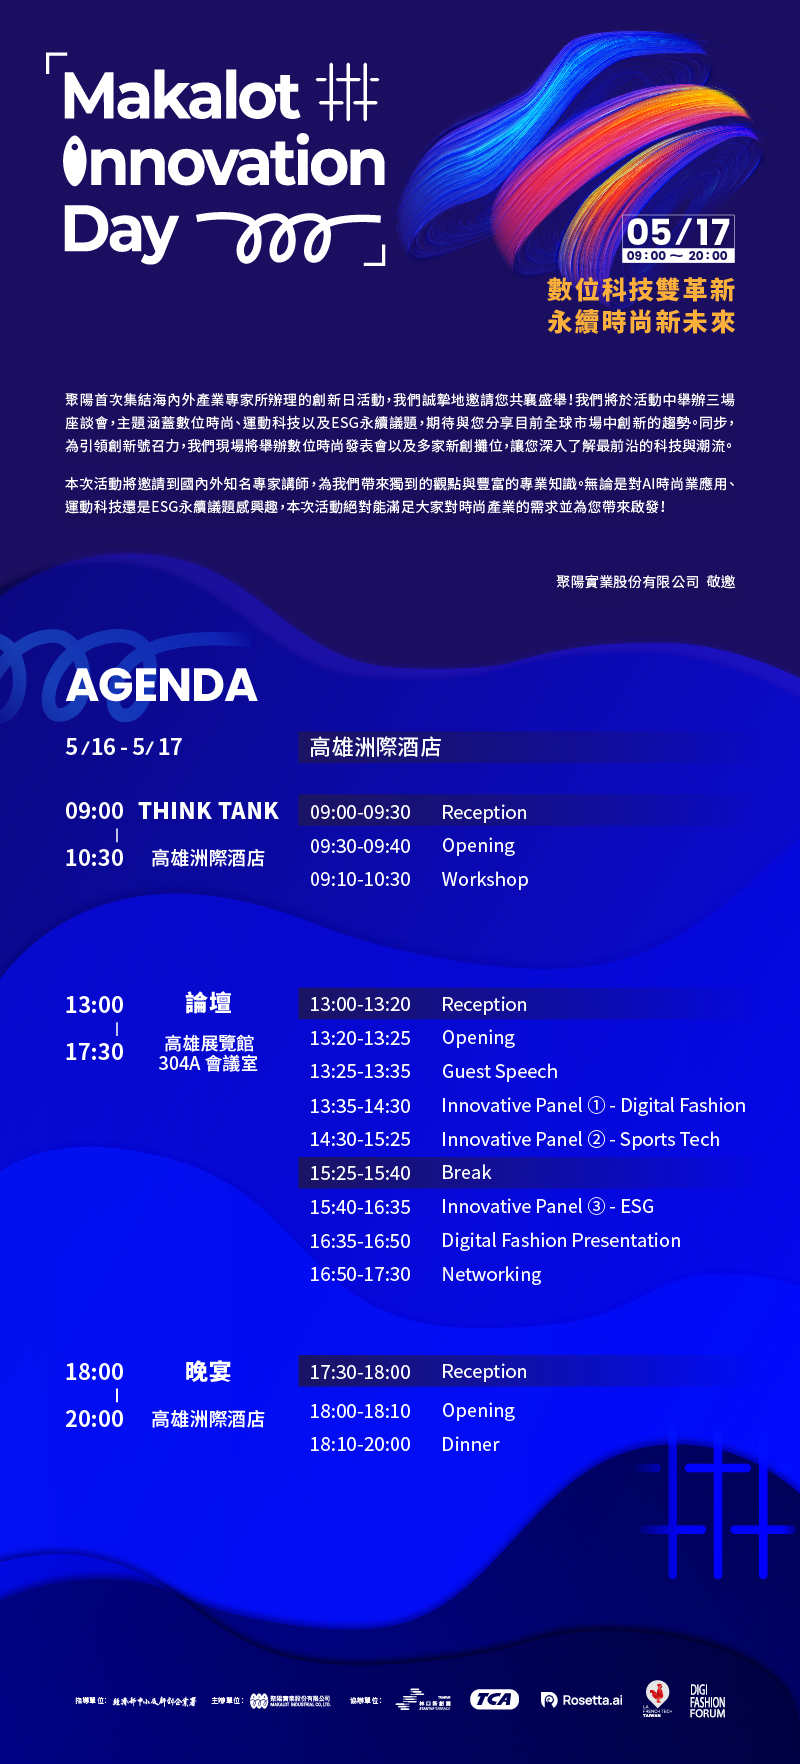 Makalot
Innovation
Day
05/17
09:00 ～ 20:00
數位科技雙革新
永續時尚新未來
聚陽首次集結海內外產業專家所辦理的創新日活動，我們誠摯地邀請您共襄盛舉！我們將於活動中舉辦三場
座談會，主題涵蓋數位時尚、運動科技以及ESG永續議題，期待與您分享目前全球市場中創新的趨勢。同步，
為引領創新號召力，我們現場將舉辦數位時尚發表會以及多家新創攤位，讓您深入了解最前沿的科技與潮流。
本次活動將邀請到國內外知名專家講師，為我們帶來獨到的觀點與豐富的專業知識。無論是對AI時尚業應用、
運動科技還是ESG永續議題感興趣，本次活動絕對能滿足大家對時尚產業的需求並為您帶來啟發！
聚陽實業股份有限公司 敬邀
AGENDA
5/16 - 5/17 高雄洲際酒店
09:00 | 10:30 THINK TANK
高雄洲際酒店
09:00-09:30 Reception
09:30-09:40 Opening
09:10-10:30 Workshop
13:00 | 17:30 論壇
高雄展覽館
304A 會議室
13:00-13:20 Reception
13:20-13:25 Opening
13:25-13:35 Guest Speech
13:35-14:30 Innovative Panel ① - Digital Fashion
14:30-15:25 Innovative Panel ② - Sports Tech
15:25-15:40 Break
15:40-16:35 Innovative Panel ③ - ESG
16:35-16:50 Digital Fashion Presentation
16:50-17:30 Networking
18:00 | 20:00 晚宴
高雄洲際酒店
17:30-18:00 Reception
18:00-18:10 Opening
18:10-20:00 Dinner
指導單位： 經濟部中小及新創企業署
主辦單位： 聚陽實業股份有限公司
MAKALOT INDUSTRIAL CO., LTD.
協辦單位： 林口新創園
STARTUP TERRACE
TCA
Rosetta.ai
LA
FRENCH TECH
TAIWAN
DIGI
FASHION
FORUM